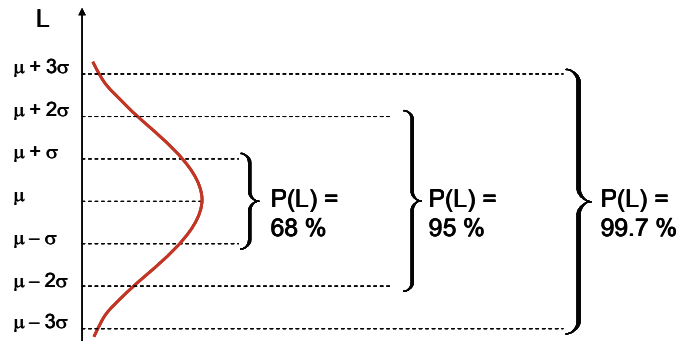 L
μ + 3σ
μ + 2σ
μ + σ
μ
μ – σ
μ – 2σ
μ – 3σ
P(L) =
68 %
P(L) =
95 %
P(L) =
99.7 %